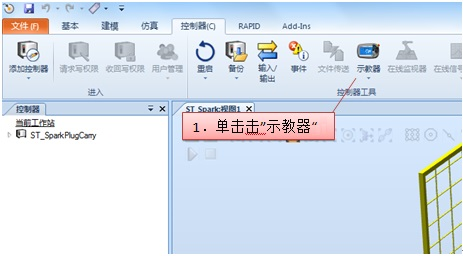 文件(F) 基本 建模 仿真 控制器(C) RAPID Add-Ins
添加控制器 请求写权限 收回写权限 用户管理 重启 备份 输入/输出 事件 文件传送 示教器 在线监视器 在线信号
进入 控制器工具
控制器 ST_Spark:视图1
当前工作站
ST_SparkPlugCarry
1. 单击击"示教器"